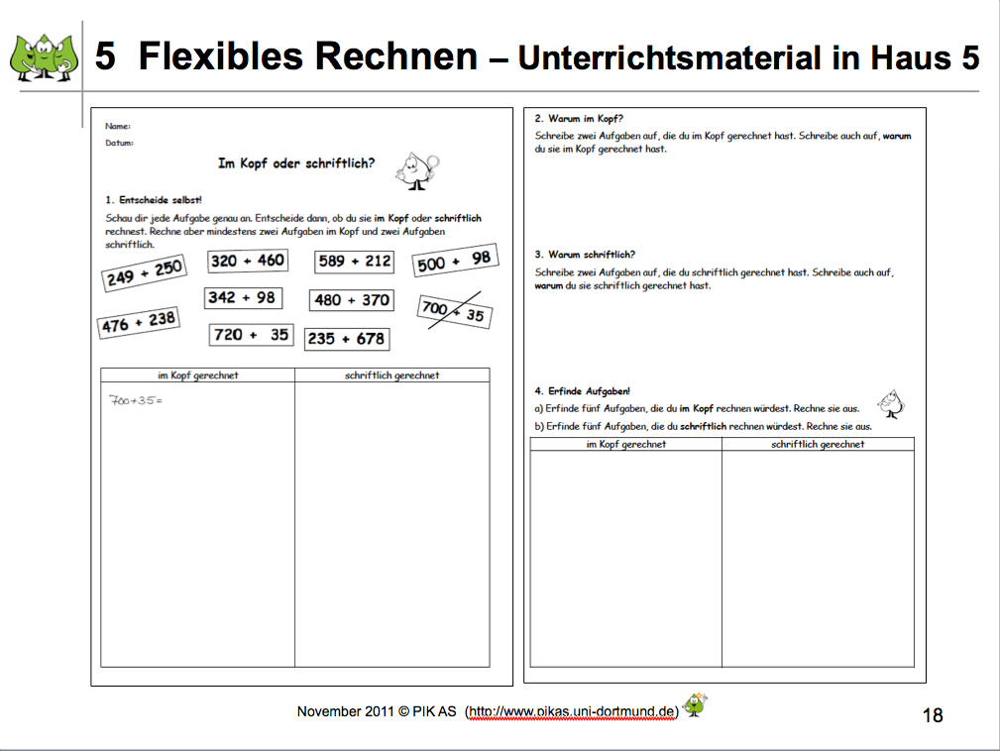 5 Flexibles Rechnen – Unterrichtsmaterial in Haus 5
Name:
Datum:
Im Kopf oder schriftlich?
1. Entscheide selbst!
Schau dir jede Aufgabe genau an. Entscheide dann, ob du sie im Kopf oder schriftlich
rechnest. Rechne aber mindestens zwei Aufgaben im Kopf und zwei Aufgaben
schriftlich.
249 + 250
320 + 460
589 + 212
500 + 98
342 + 98
480 + 370
700 + 35
476 + 238
720 + 35
235 + 678
im Kopf gerechnet
schriftlich gerechnet
700+35=
2. Warum im Kopf?
Schreibe zwei Aufgaben auf, die du im Kopf gerechnet hast. Schreibe auch auf, warum
du sie im Kopf gerechnet hast.
3. Warum schriftlich?
Schreibe zwei Aufgaben auf, die du schriftlich gerechnet hast. Schreibe auch auf,
warum du sie schriftlich gerechnet hast.
4. Erfinde Aufgaben!
a) Erfinde fünf Aufgaben, die du im Kopf rechnen würdest. Rechne sie aus.
b) Erfinde fünf Aufgaben, die du schriftlich rechnen würdest. Rechne sie aus.
im Kopf gerechnet
schriftlich gerechnet
November 2011 © PIK AS (http://www.pikas.uni-dortmund.de)
18